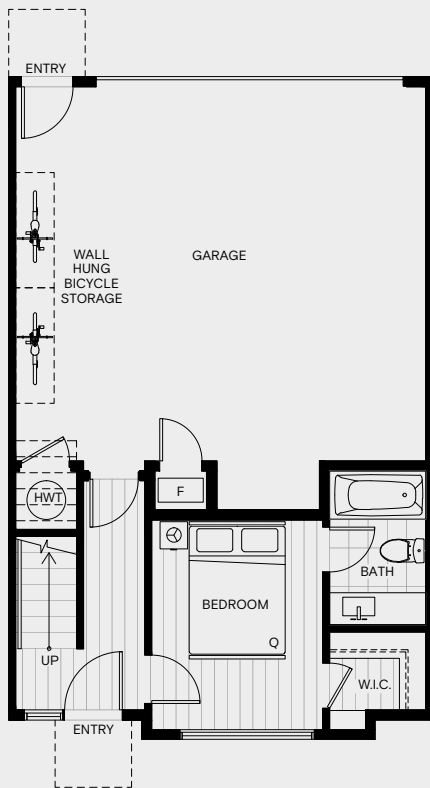 ENTRY
WALL
HUNG
BICYCLE
STORAGE
GARAGE
HWT
F
BATH
BEDROOM
Q
UP
W.I.C.
ENTRY